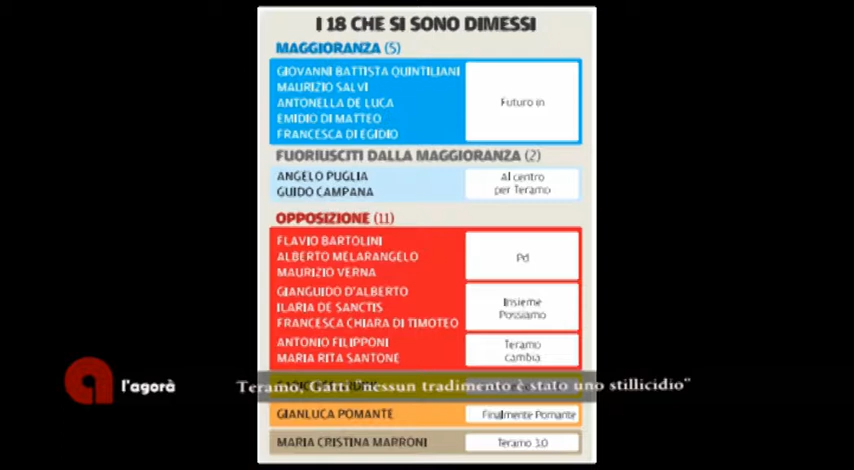 I 18 CHE SI SONO DIMESSI
MAGGIORANZA (5)
GIOVANNI BATTISTA QUINTILIANI
MAURIZIO SALVI
ANTONELLA DE LUCA
EMIDIO DI MATTEO
FRANCESCA DI EGIDIO
Futuro in
FUORIUSCITI DALLA MAGGIORANZA (2)
ANGELO PUGLIA
GUIDO CAMPANA
Al centro
per Teramo
OPPOSIZIONE (11)
FLAVIO BARTOLINI
ALBERTO MELARANGELO
MAURIZIO VERNA
Pd
GIANGUIDO D'ALBERTO
ILARIA DE SANCTIS
FRANCESCA CHIARA DI TIMOTEO
Insieme
Possiamo
ANTONIO FILIPPONI
MARIA RITA SANTONE
Teramo
cambia
l'agorà
Teramo, Gatti "nessun tradimento è stato uno stillicidio"
GIANLUCA POMANTE
Finalmente Pomante
MARIA CRISTINA MARRONI
Teramo 3.0